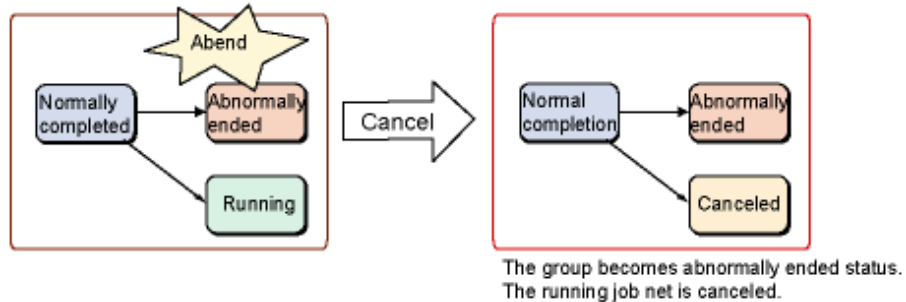 Abend
Normally
completed
Abnormally
ended
Running
Cancel
Normal
completion
Abnormally
ended
Canceled
The group becomes abnormally ended status.
The running job net is canceled.